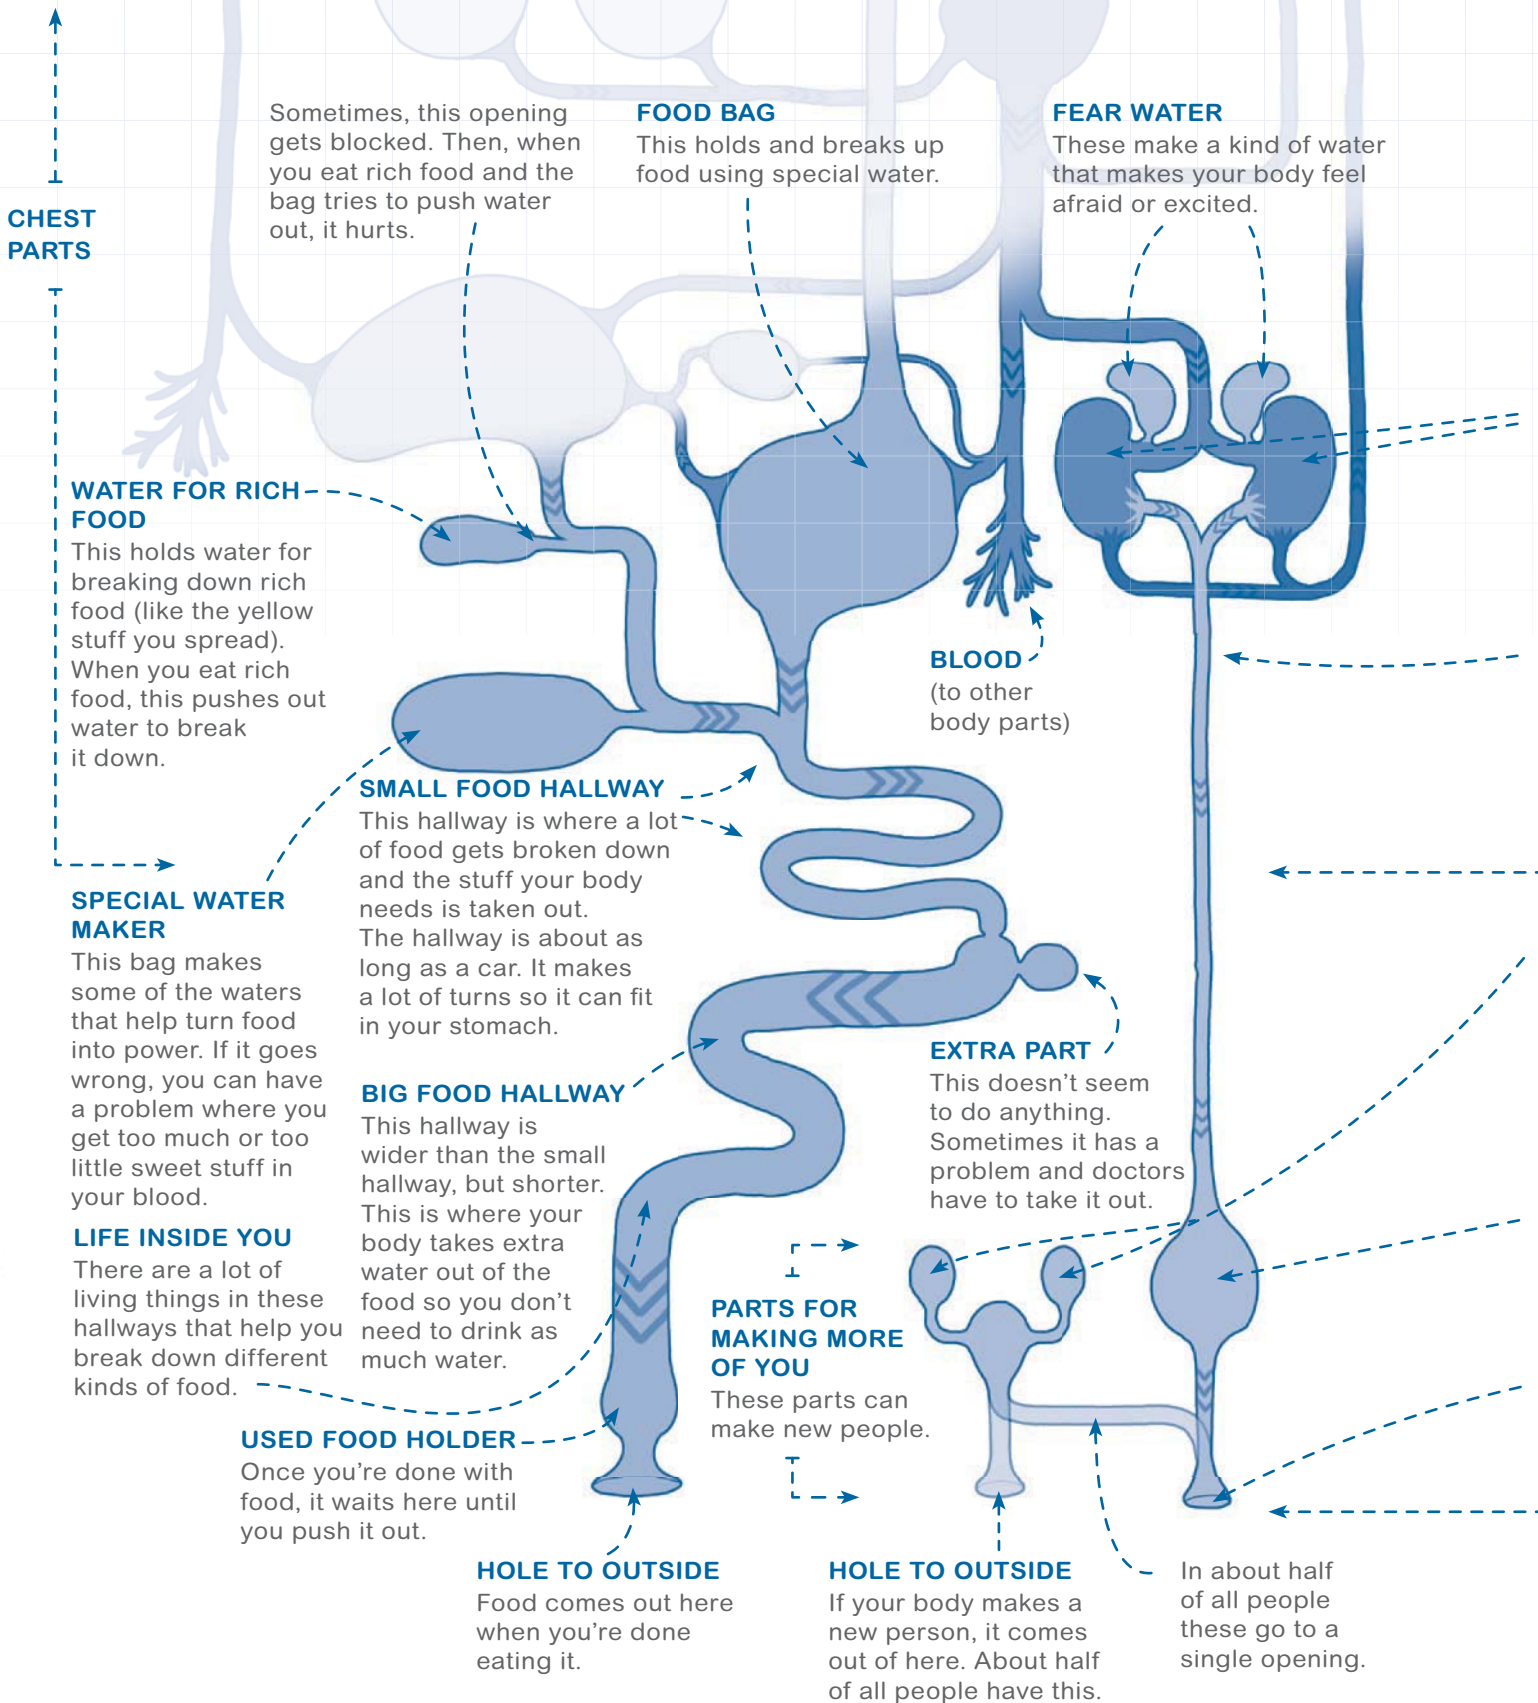 Sometimes, this opening
gets blocked. Then, when
you eat rich food and the
bag tries to push water
out, it hurts.
FOOD BAG
This holds and breaks up
food using special water.
FEAR WATER
These make a kind of water
that makes your body feel
afraid or excited.
CHEST
PARTS
WATER FOR RICH
FOOD
This holds water for
breaking down rich
food (like the yellow
stuff you spread).
When you eat rich
food, this pushes out
water to break
it down.
BLOOD
(to other
body parts)
SMALL FOOD HALLWAY
This hallway is where a lot
of food gets broken down
and the stuff your body
needs is taken out.
The hallway is about as
long as a car. It makes
a lot of turns so it can fit
in your stomach.
SPECIAL WATER
MAKER
This bag makes
some of the waters
that help turn food
into power. If it goes
wrong, you can have
a problem where you
get too much or too
little sweet stuff in
your blood.
EXTRA PART
This doesn't seem
to do anything.
Sometimes it has a
problem and doctors
have to take it out.
BIG FOOD HALLWAY
This hallway is
wider than the small
hallway, but shorter.
This is where your
body takes extra
water out of the
food so you don't
need to drink as
much water.
LIFE INSIDE YOU
There are a lot of
living things in these
hallways that help you
break down different
kinds of food.
PARTS FOR
MAKING MORE
OF YOU
These parts can
make new people.
USED FOOD HOLDER
Once you're done with
food, it waits here until
you push it out.
HOLE TO OUTSIDE
Food comes out here
when you're done
eating it.
HOLE TO OUTSIDE
If your body makes a
new person, it comes
out of here. About half
of all people have this.
In about half
of all people
these go to a
single opening.